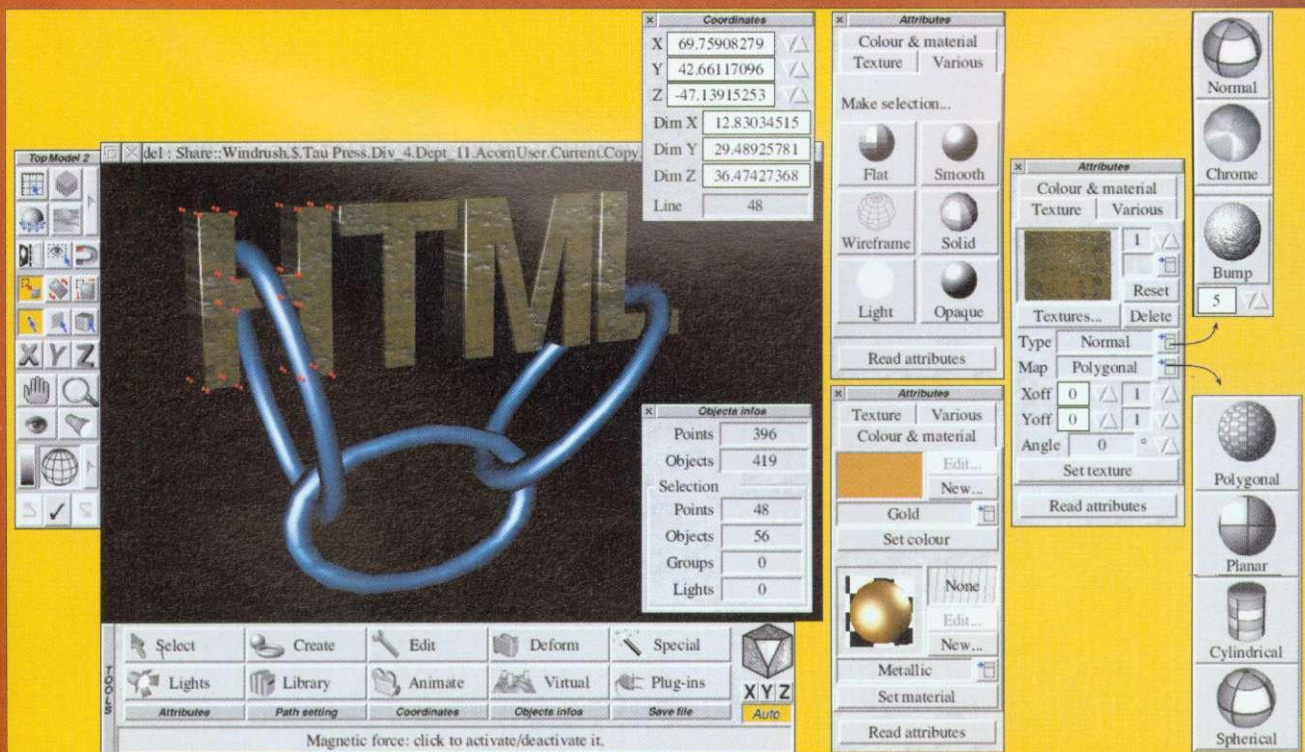 Top Model 2
X Y Z
del : Share::Windrush.$.Tau Press.Div_4.Dept_11.AcornUser.Current.Copy.
HTML
Coordinates
X 69.75908279
Y 42.66117096
Z -47.13915253
Dim X 12.83034515
Dim Y 29.48925781
Dim Z 36.47427368
Line 48
Objects infos
Points 396
Objects 419
Selection
Points 48
Objects 56
Groups 0
Lights 0
TOOLS
Select Create Edit Deform Special
Lights Library Animate Virtual Plug-ins
Attributes Path setting Coordinates Objects infos Save file
X Y Z
Auto
Magnetic force: click to activate/deactivate it.
Attributes
Colour & material
Texture Various
Make selection...
Flat Smooth
Wireframe Solid
Light Opaque
Read attributes
Attributes
Texture Various
Colour & material
Edit...
New...
Gold
Set colour
None
Edit...
New...
Metallic
Set material
Read attributes
Attributes
Colour & material
Texture Various
1
Reset
Textures... Delete
Type Normal
Map Polygonal
Xoff 0 1
Yoff 0 1
Angle 0 °
Set texture
Read attributes
Normal
Chrome
Bump
5
Polygonal
Planar
Cylindrical
Spherical